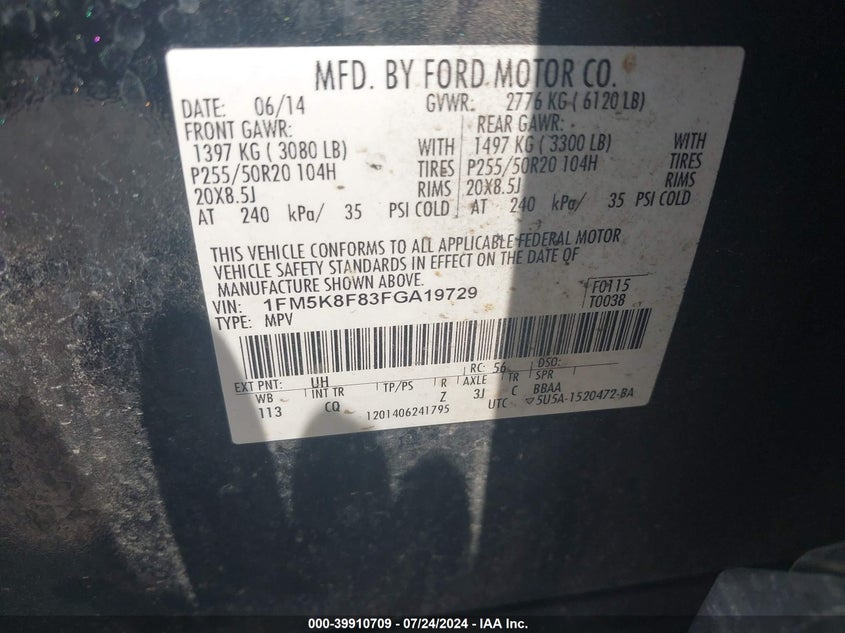 MFD. BY FORD MOTOR CO.
DATE: 06/14 GVWR: 2776 KG ( 6120 LB)
FRONT GAWR: REAR GAWR:
1397 KG ( 3080 LB) WITH 1497 KG ( 3300 LB) WITH
P255/50R20 104H TIRES P255/50R20 104H TIRES
20X8.5J RIMS 20X8.5J RIMS
AT 240 kPa/ 35 PSI COLD AT 240 kPa/ 35 PSI COLD
THIS VEHICLE CONFORMS TO ALL APPLICABLE FEDERAL MOTOR
VEHICLE SAFETY STANDARDS IN EFFECT ON THE DATE OF
MANUFACTURE SHOWN ABOVE.
VIN: 1FM5K8F83FGA19729 F0115
TYPE: MPV T0038
EXT PNT: UH RC: 56 DSO:
WB INT TR TP/PS R AXLE TR SPR
113 CQ Z 3J C BBAA
1201406241795 UTC ▽5U5A-1520472-BA
000-39910709 / 07/24/2024 - IAA Inc.